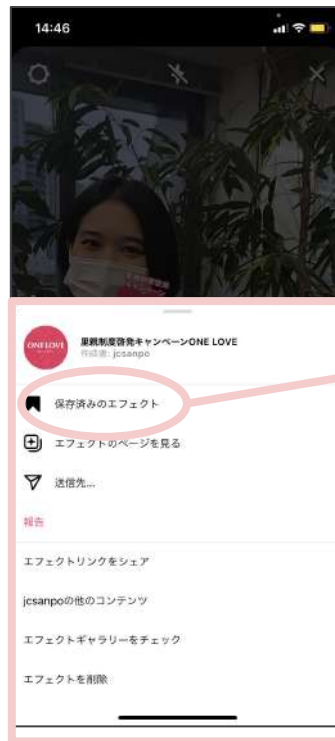 14:46
ONE LOVE
里親制度啓発キャンペーンONE LOVE
作成者: jcsanpo
保存済みのエフェクト
エフェクトのページを見る
送信先...
報告
エフェクトリンクをシェア
jcsanpoの他のコンテンツ
エフェクトギャラリーをチェック
エフェクトを削除